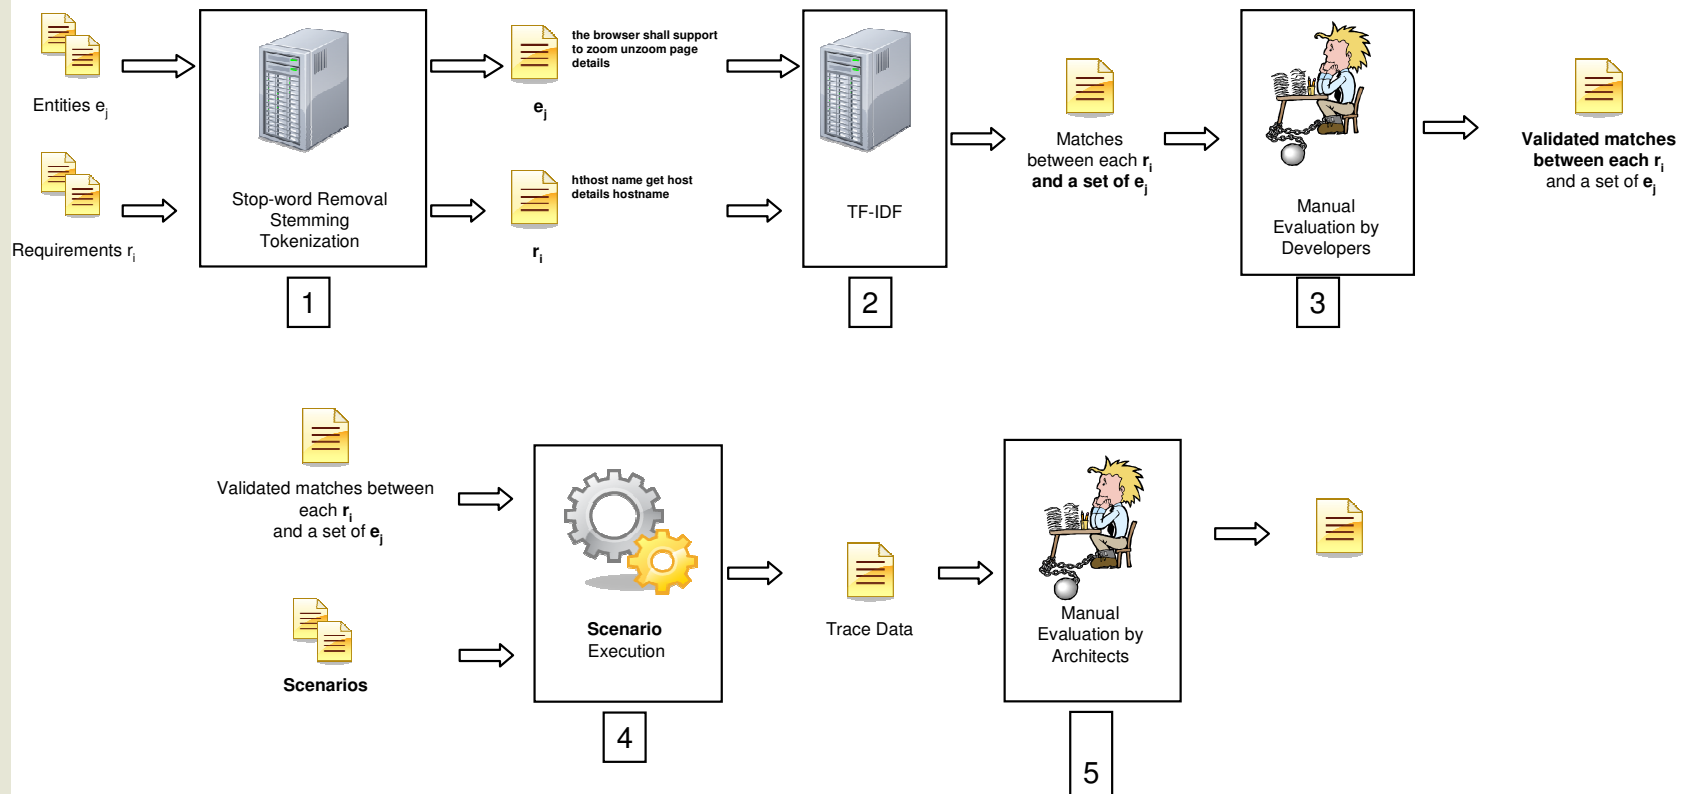 Entities ej
Requirements ri
Stop-word Removal
Stemming
Tokenization
1
the browser shall support
to zoom unzoom page
details
ej
hthost name get host
details hostname
ri
TF-IDF
2
Matches
between each ri
and a set of ej
Manual
Evaluation by
Developers
3
Validated matches
between each ri
and a set of ej
Validated matches between
each ri
and a set of ej
Scenarios
Scenario
Execution
4
Trace Data
Manual
Evaluation by
Architects
5